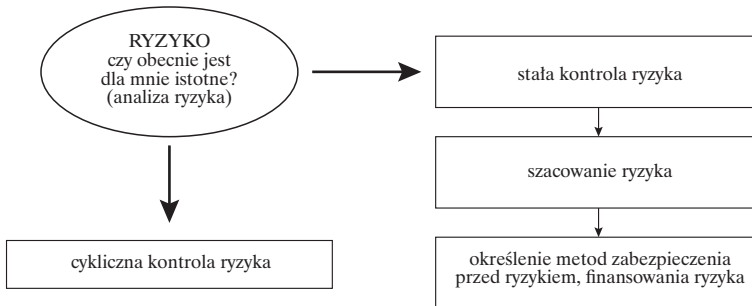 RYZYKO
czy obecnie jest
dla mnie istotne?
(analiza ryzyka)
stała kontrola ryzyka
szacowanie ryzyka
cykliczna kontrola ryzyka
określenie metod zabezpieczenia
przed ryzykiem, finansowania ryzyka